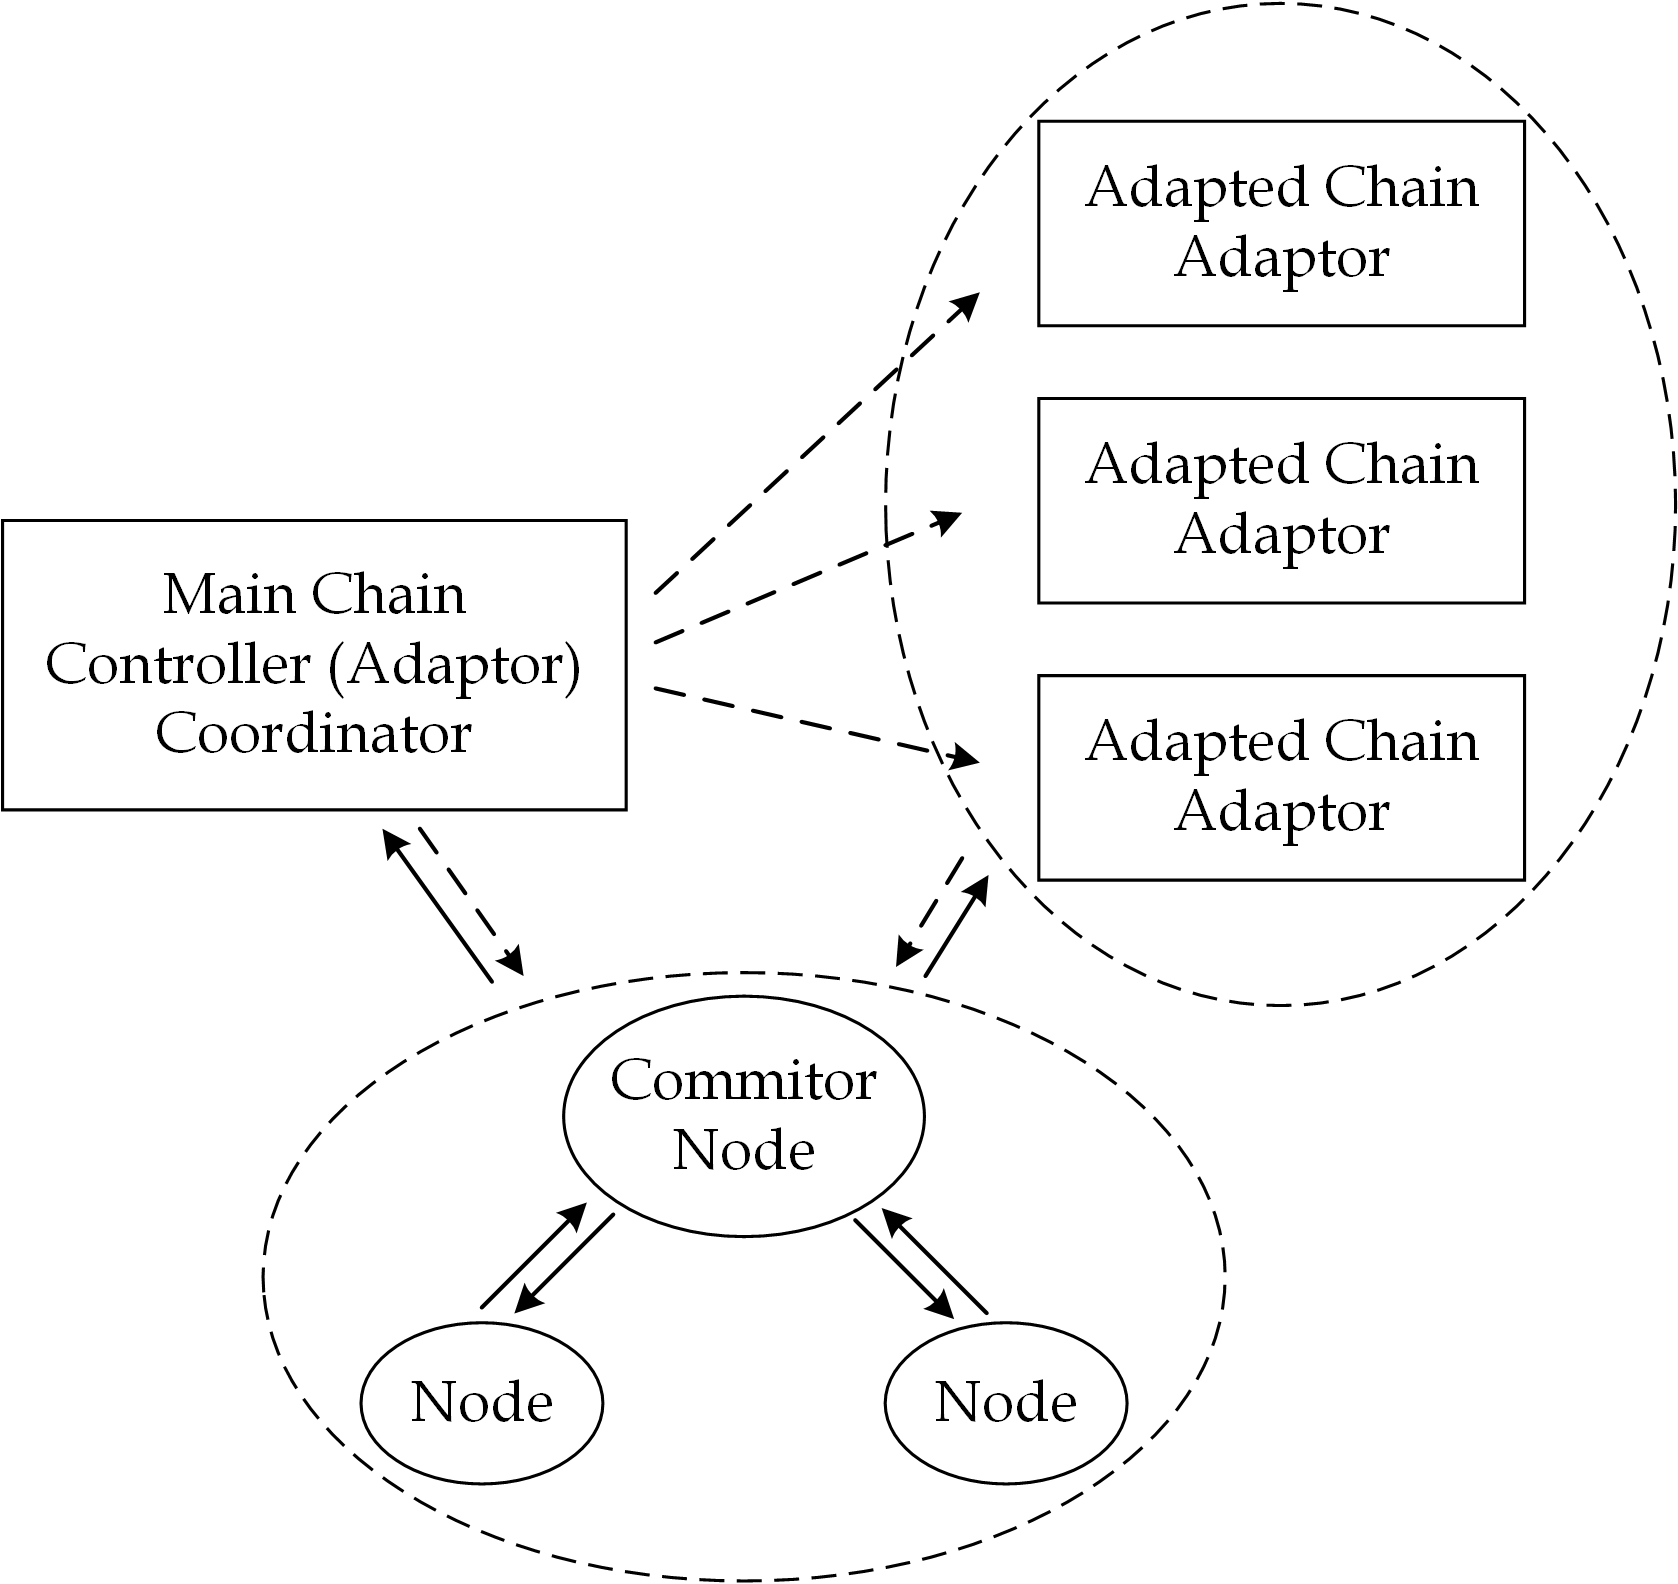 Adapted Chain
Adaptor
Adapted Chain
Adaptor
Main Chain
Controller (Adaptor)
Coordinator
Adapted Chain
Adaptor
Commitor
Node
Node
Node